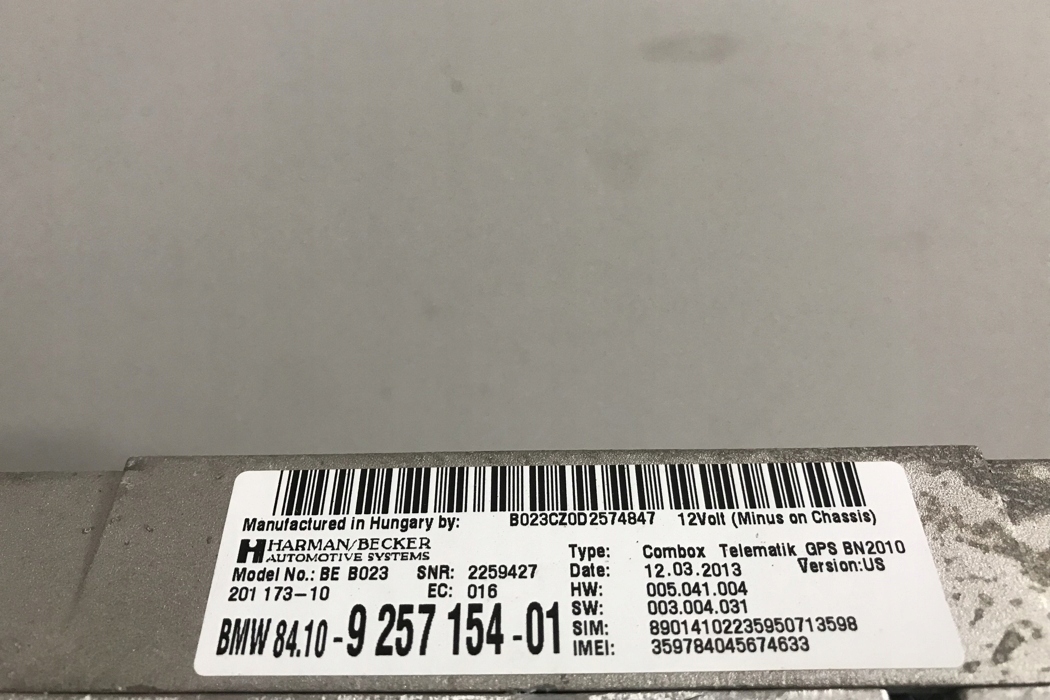 Manufactured in Hungary by: B023CZ0D2574847 12Volt (Minus on Chassis)
HARMAN/BECKER
AUTOMOTIVE SYSTEMS
Model No.: BE B023 SNR: 2259427
201 173-10 EC: 016
BMW 84.10-9 257 154-01
Type: Combox Telematik GPS BN2010
Date: 12.03.2013 Version:US
HW: 005.041.004
SW: 003.004.031
SIM: 89014102235950713598
IMEI: 359784045674633